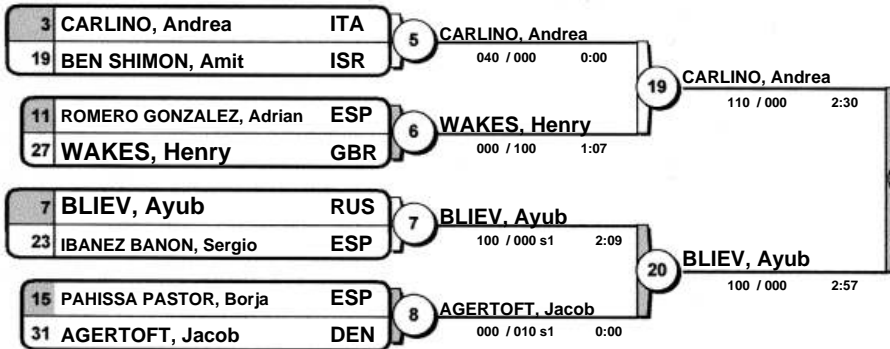 3 CARLINO, Andrea ITA
19 BEN SHIMON, Amit ISR
5
CARLINO, Andrea
040 / 000 0:00
11 ROMERO GONZALEZ, Adrian ESP
27 WAKES, Henry GBR
6
WAKES, Henry
000 / 100 1:07
19
CARLINO, Andrea
110 / 000 2:30
7 BLIEV, Ayub RUS
23 IBANEZ BANON, Sergio ESP
7
BLIEV, Ayub
100 / 000 s1 2:09
15 PAHISSA PASTOR, Borja ESP
31 AGERTOFT, Jacob DEN
8
AGERTOFT, Jacob
000 / 010 s1 0:00
20
BLIEV, Ayub
100 / 000 2:57